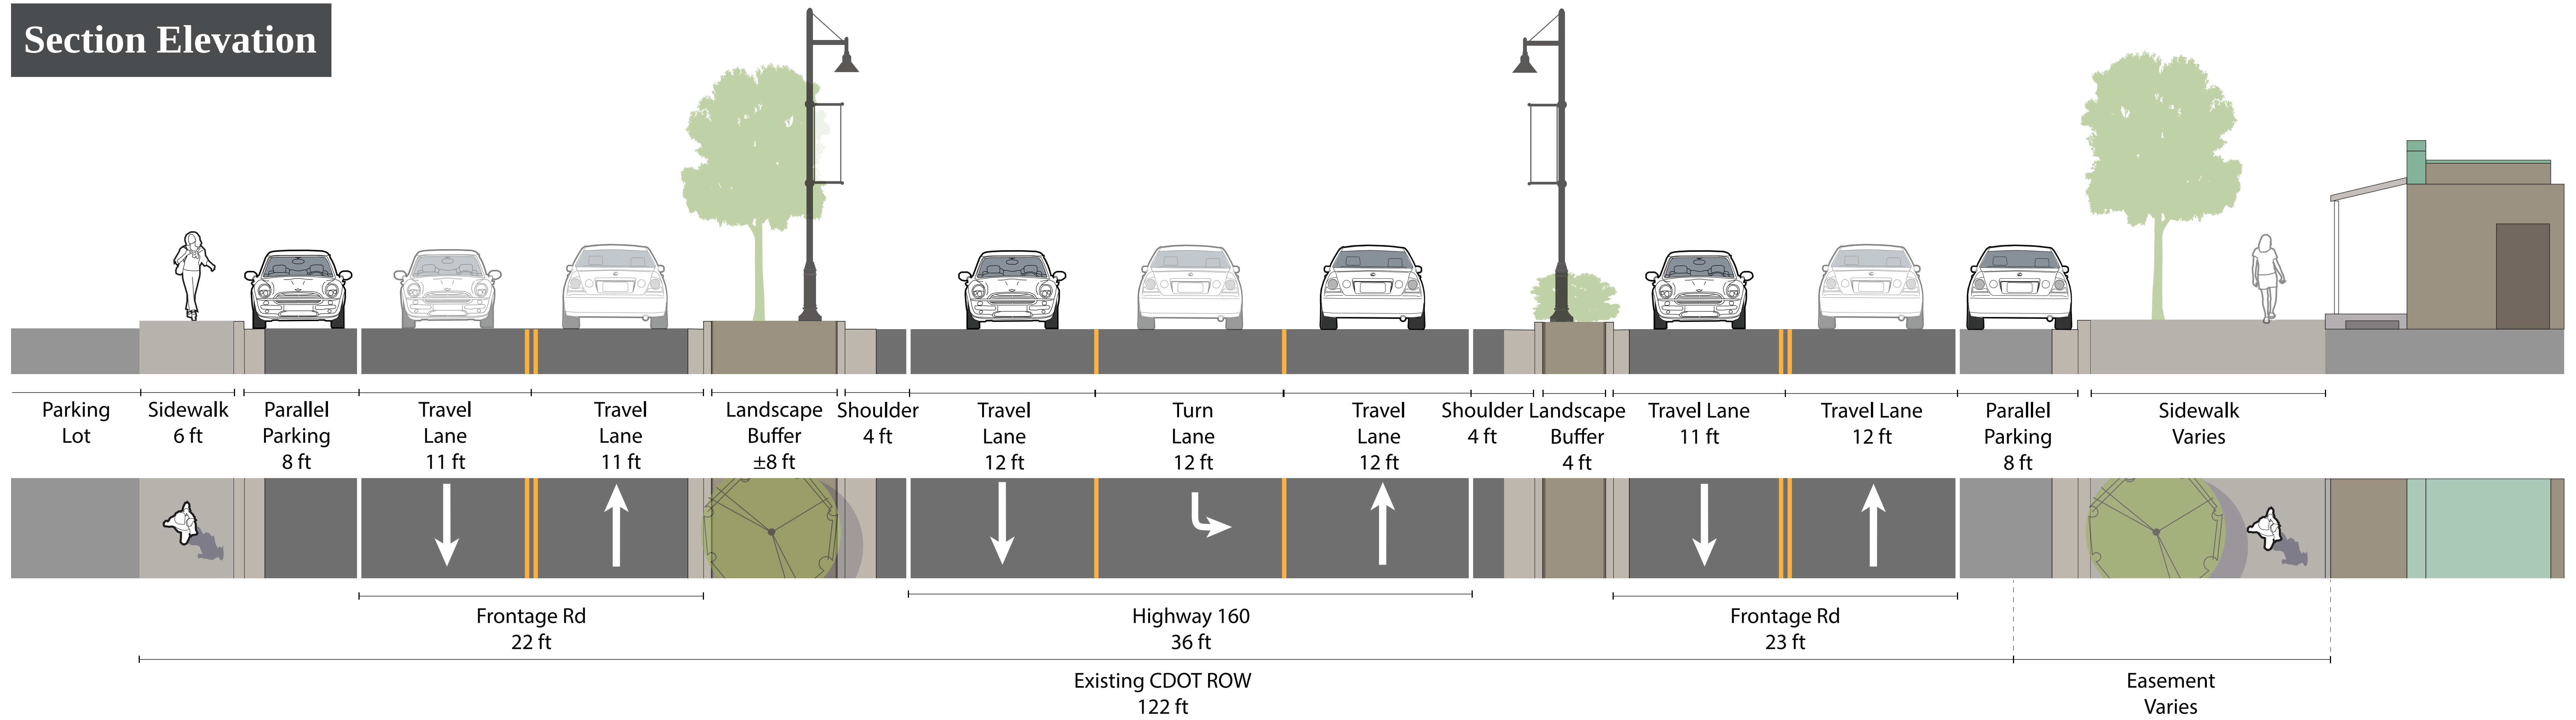 Section Elevation
Parking
Lot
Sidewalk
6 ft
Parallel
Parking
8 ft
Travel
Lane
11 ft
Travel
Lane
11 ft
Landscape
Buffer
±8 ft
Shoulder
4 ft
Travel
Lane
12 ft
Turn
Lane
12 ft
Travel
Lane
12 ft
Shoulder
4 ft
Landscape
Buffer
4 ft
Travel Lane
11 ft
Travel Lane
12 ft
Parallel
Parking
8 ft
Sidewalk
Varies
Frontage Rd
22 ft
Highway 160
36 ft
Frontage Rd
23 ft
Existing CDOT ROW
122 ft
Easement
Varies